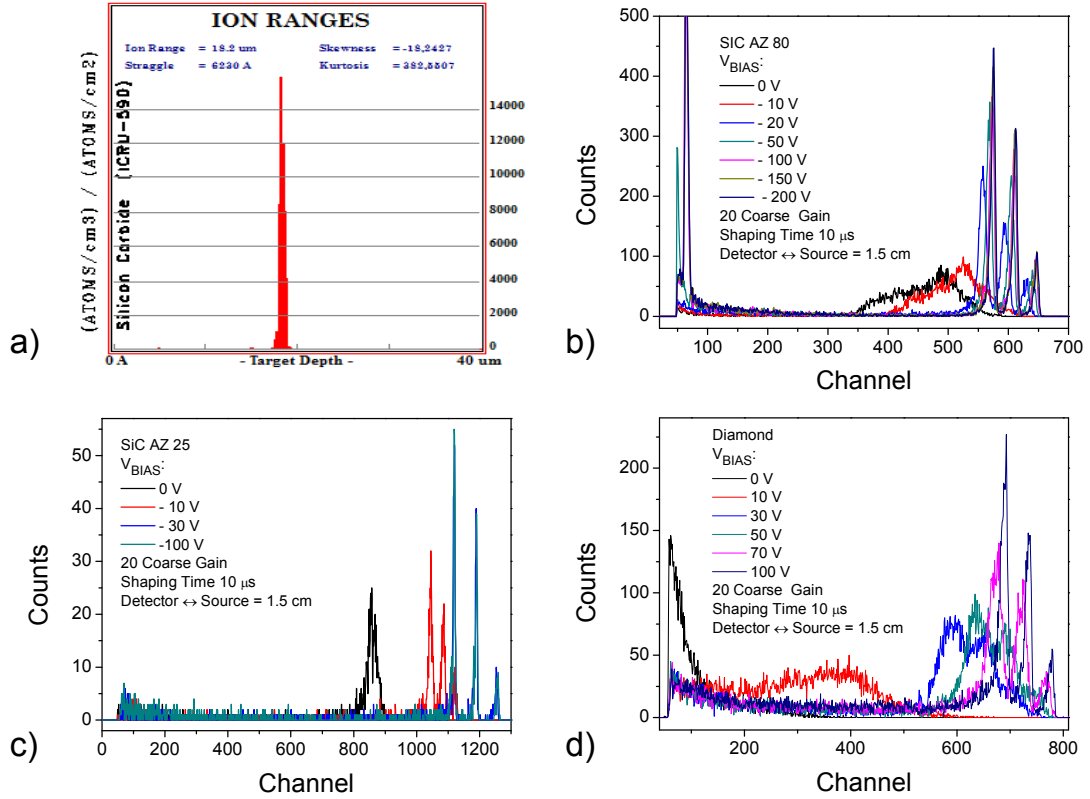 ION RANGES
Ion Range = 18.2 um Skewness = -18,2427
Straggle = 6230 A Kurtosis = 382,5507
(ATOMS/cm3) / (ATOMS/cm2)
Silicon Carbide (ICRU-590)
14000
12000
10000
8000
6000
4000
2000
0
0 A - Target Depth - 40 um
a)
500
400
300
200
100
0
Counts
SIC AZ 80
VBIAS:
0 V
- 10 V
- 20 V
- 50 V
- 100 V
- 150 V
- 200 V
20 Coarse Gain
Shaping Time 10 μs
Detector ↔ Source = 1.5 cm
100 200 300 400 500 600 700
Channel
b)
50
40
30
20
10
0
Counts
SiC AZ 25
VBIAS:
0 V
- 10 V
- 30 V
-100 V
20 Coarse Gain
Shaping Time 10 μs
Detector ↔ Source = 1.5 cm
0 200 400 600 800 1000 1200
Channel
c)
200
150
100
50
0
Counts
Diamond
VBIAS:
0 V
10 V
30 V
50 V
70 V
100 V
20 Coarse Gain
Shaping Time 10 μs
Detector ↔ Source = 1.5 cm
200 400 600 800
Channel
d)